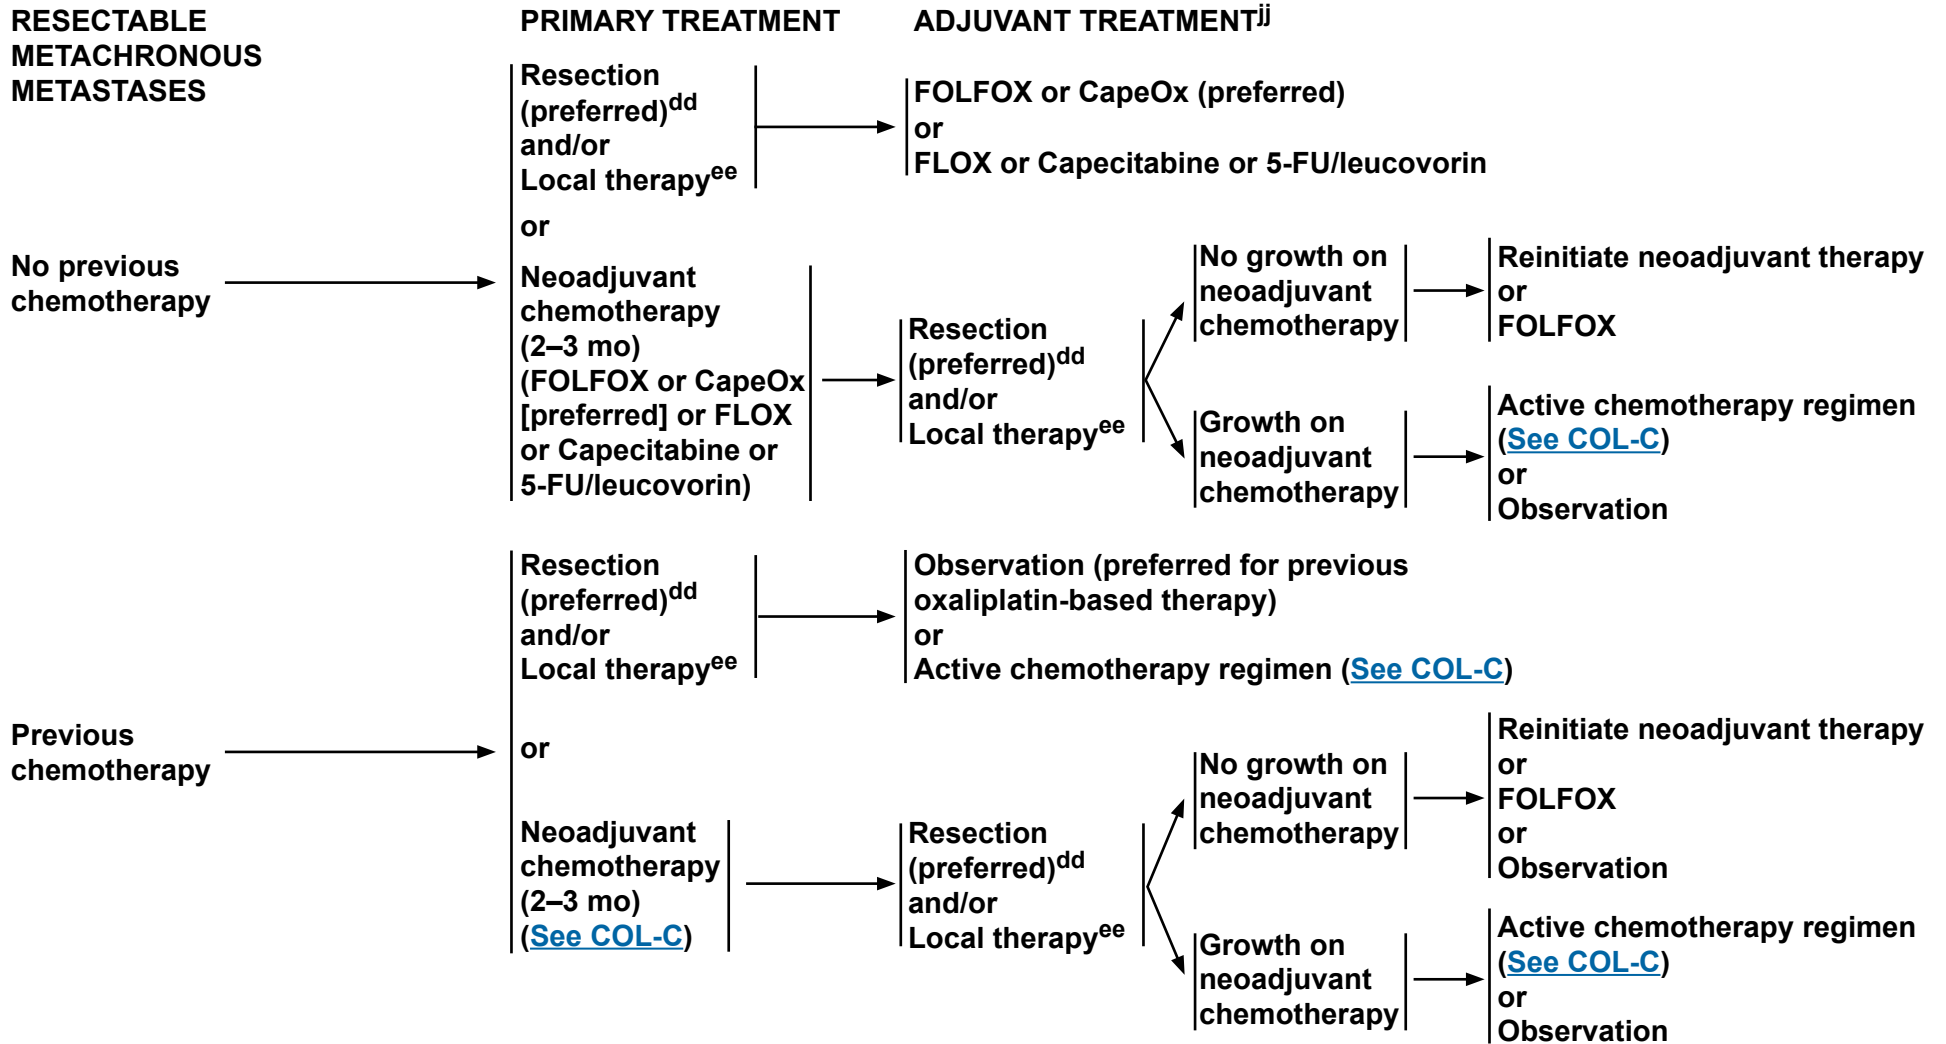 RESECTABLE
METACHRONOUS
METASTASES
PRIMARY TREATMENT
ADJUVANT TREATMENTjj
No previous
chemotherapy
Resection
(preferred)dd
and/or
Local therapyee
FOLFOX or CapeOx (preferred)
or
FLOX or Capecitabine or 5-FU/leucovorin
or
Neoadjuvant
chemotherapy
(2–3 mo)
(FOLFOX or CapeOx
[preferred] or FLOX
or Capecitabine or
5-FU/leucovorin)
Resection
(preferred)dd
and/or
Local therapyee
No growth on
neoadjuvant
chemotherapy
Reinitiate neoadjuvant therapy
or
FOLFOX
Growth on
neoadjuvant
chemotherapy
Active chemotherapy regimen
(See COL-C)
or
Observation
Previous
chemotherapy
Resection
(preferred)dd
and/or
Local therapyee
Observation (preferred for previous
oxaliplatin-based therapy)
or
Active chemotherapy regimen (See COL-C)
or
Neoadjuvant
chemotherapy
(2–3 mo)
(See COL-C)
Resection
(preferred)dd
and/or
Local therapyee
No growth on
neoadjuvant
chemotherapy
Reinitiate neoadjuvant therapy
or
FOLFOX
or
Observation
Growth on
neoadjuvant
chemotherapy
Active chemotherapy regimen
(See COL-C)
or
Observation